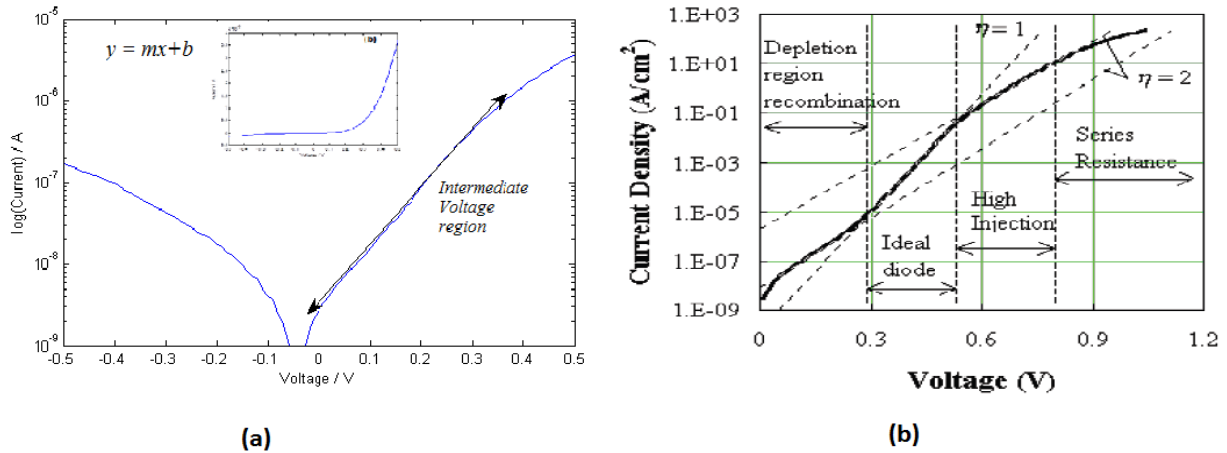 y = mx+b
(b)
Intermediate
Voltage
region
log(Current) / A
10^-5
10^-6
10^-7
10^-8
10^-9
-0.5 -0.4 -0.3 -0.2 -0.1 0 0.1 0.2 0.3 0.4 0.5
Voltage / V
(a)
Current Density (A/cm²)
1.E+03
1.E+01
1.E-01
1.E-03
1.E-05
1.E-07
1.E-09
Depletion
region
recombination
η = 1
η = 2
Series
Resistance
High
Injection
Ideal
diode
0 0.3 0.6 0.9 1.2
Voltage (V)
(b)